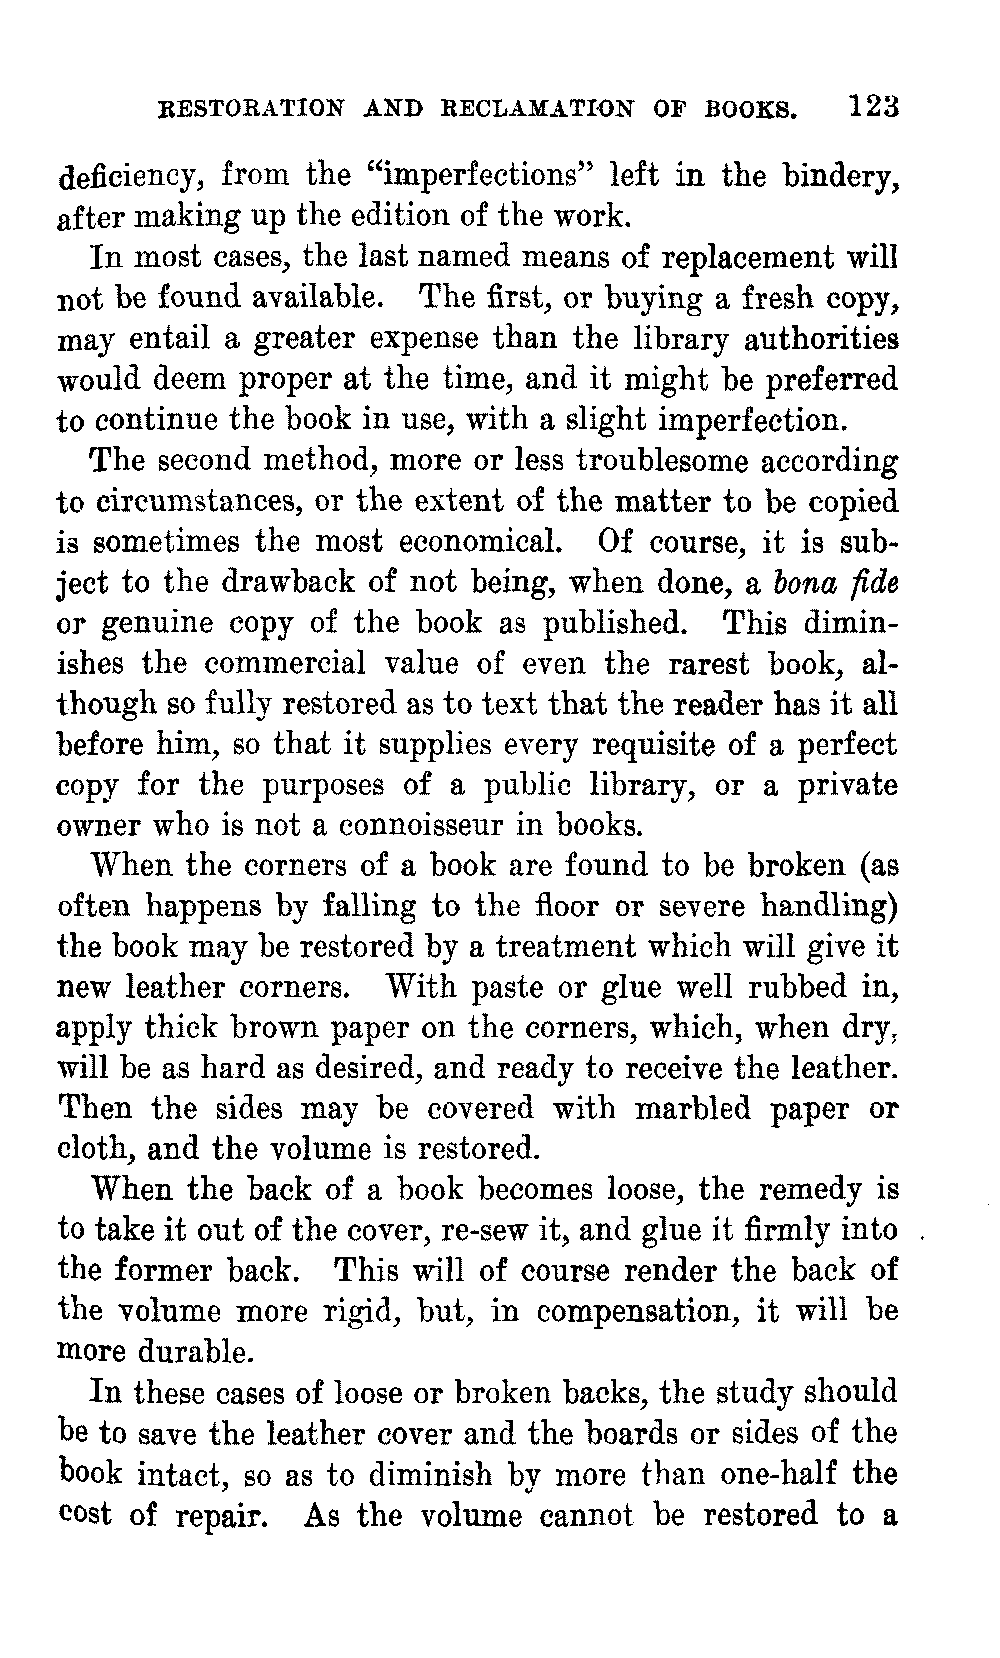 RESTORATION AND RECLAMATION OF BOOKS. 123
deficiency, from the “imperfections” left in the bindery,
after making up the edition of the work.
In most cases, the last named means of replacement will
not be found available. The first, or buying a fresh copy,
may entail a greater expense than the library authorities
would deem proper at the time, and it might be preferred
to continue the book in use, with a slight imperfection.
The second method, more or less troublesome according
to circumstances, or the extent of the matter to be copied
is sometimes the most economical. Of course, it is sub-
ject to the drawback of not being, when done, a bona fide
or genuine copy of the book as published. This dimin-
ishes the commercial value of even the rarest book, al-
though so fully restored as to text that the reader has it all
before him, so that it supplies every requisite of a perfect
copy for the purposes of a public library, or a private
owner who is not a connoisseur in books.
When the corners of a book are found to be broken (as
often happens by falling to the floor or severe handling)
the book may be restored by a treatment which will give it
new leather corners. With paste or glue well rubbed in,
apply thick brown paper on the corners, which, when dry,
will be as hard as desired, and ready to receive the leather.
Then the sides may be covered with marbled paper or
cloth, and the volume is restored.
When the back of a book becomes loose, the remedy is
to take it out of the cover, re-sew it, and glue it firmly into
the former back. This will of course render the back of
the volume more rigid, but, in compensation, it will be
more durable.
In these cases of loose or broken backs, the study should
be to save the leather cover and the boards or sides of the
book intact, so as to diminish by more than one-half the
cost of repair. As the volume cannot be restored to a